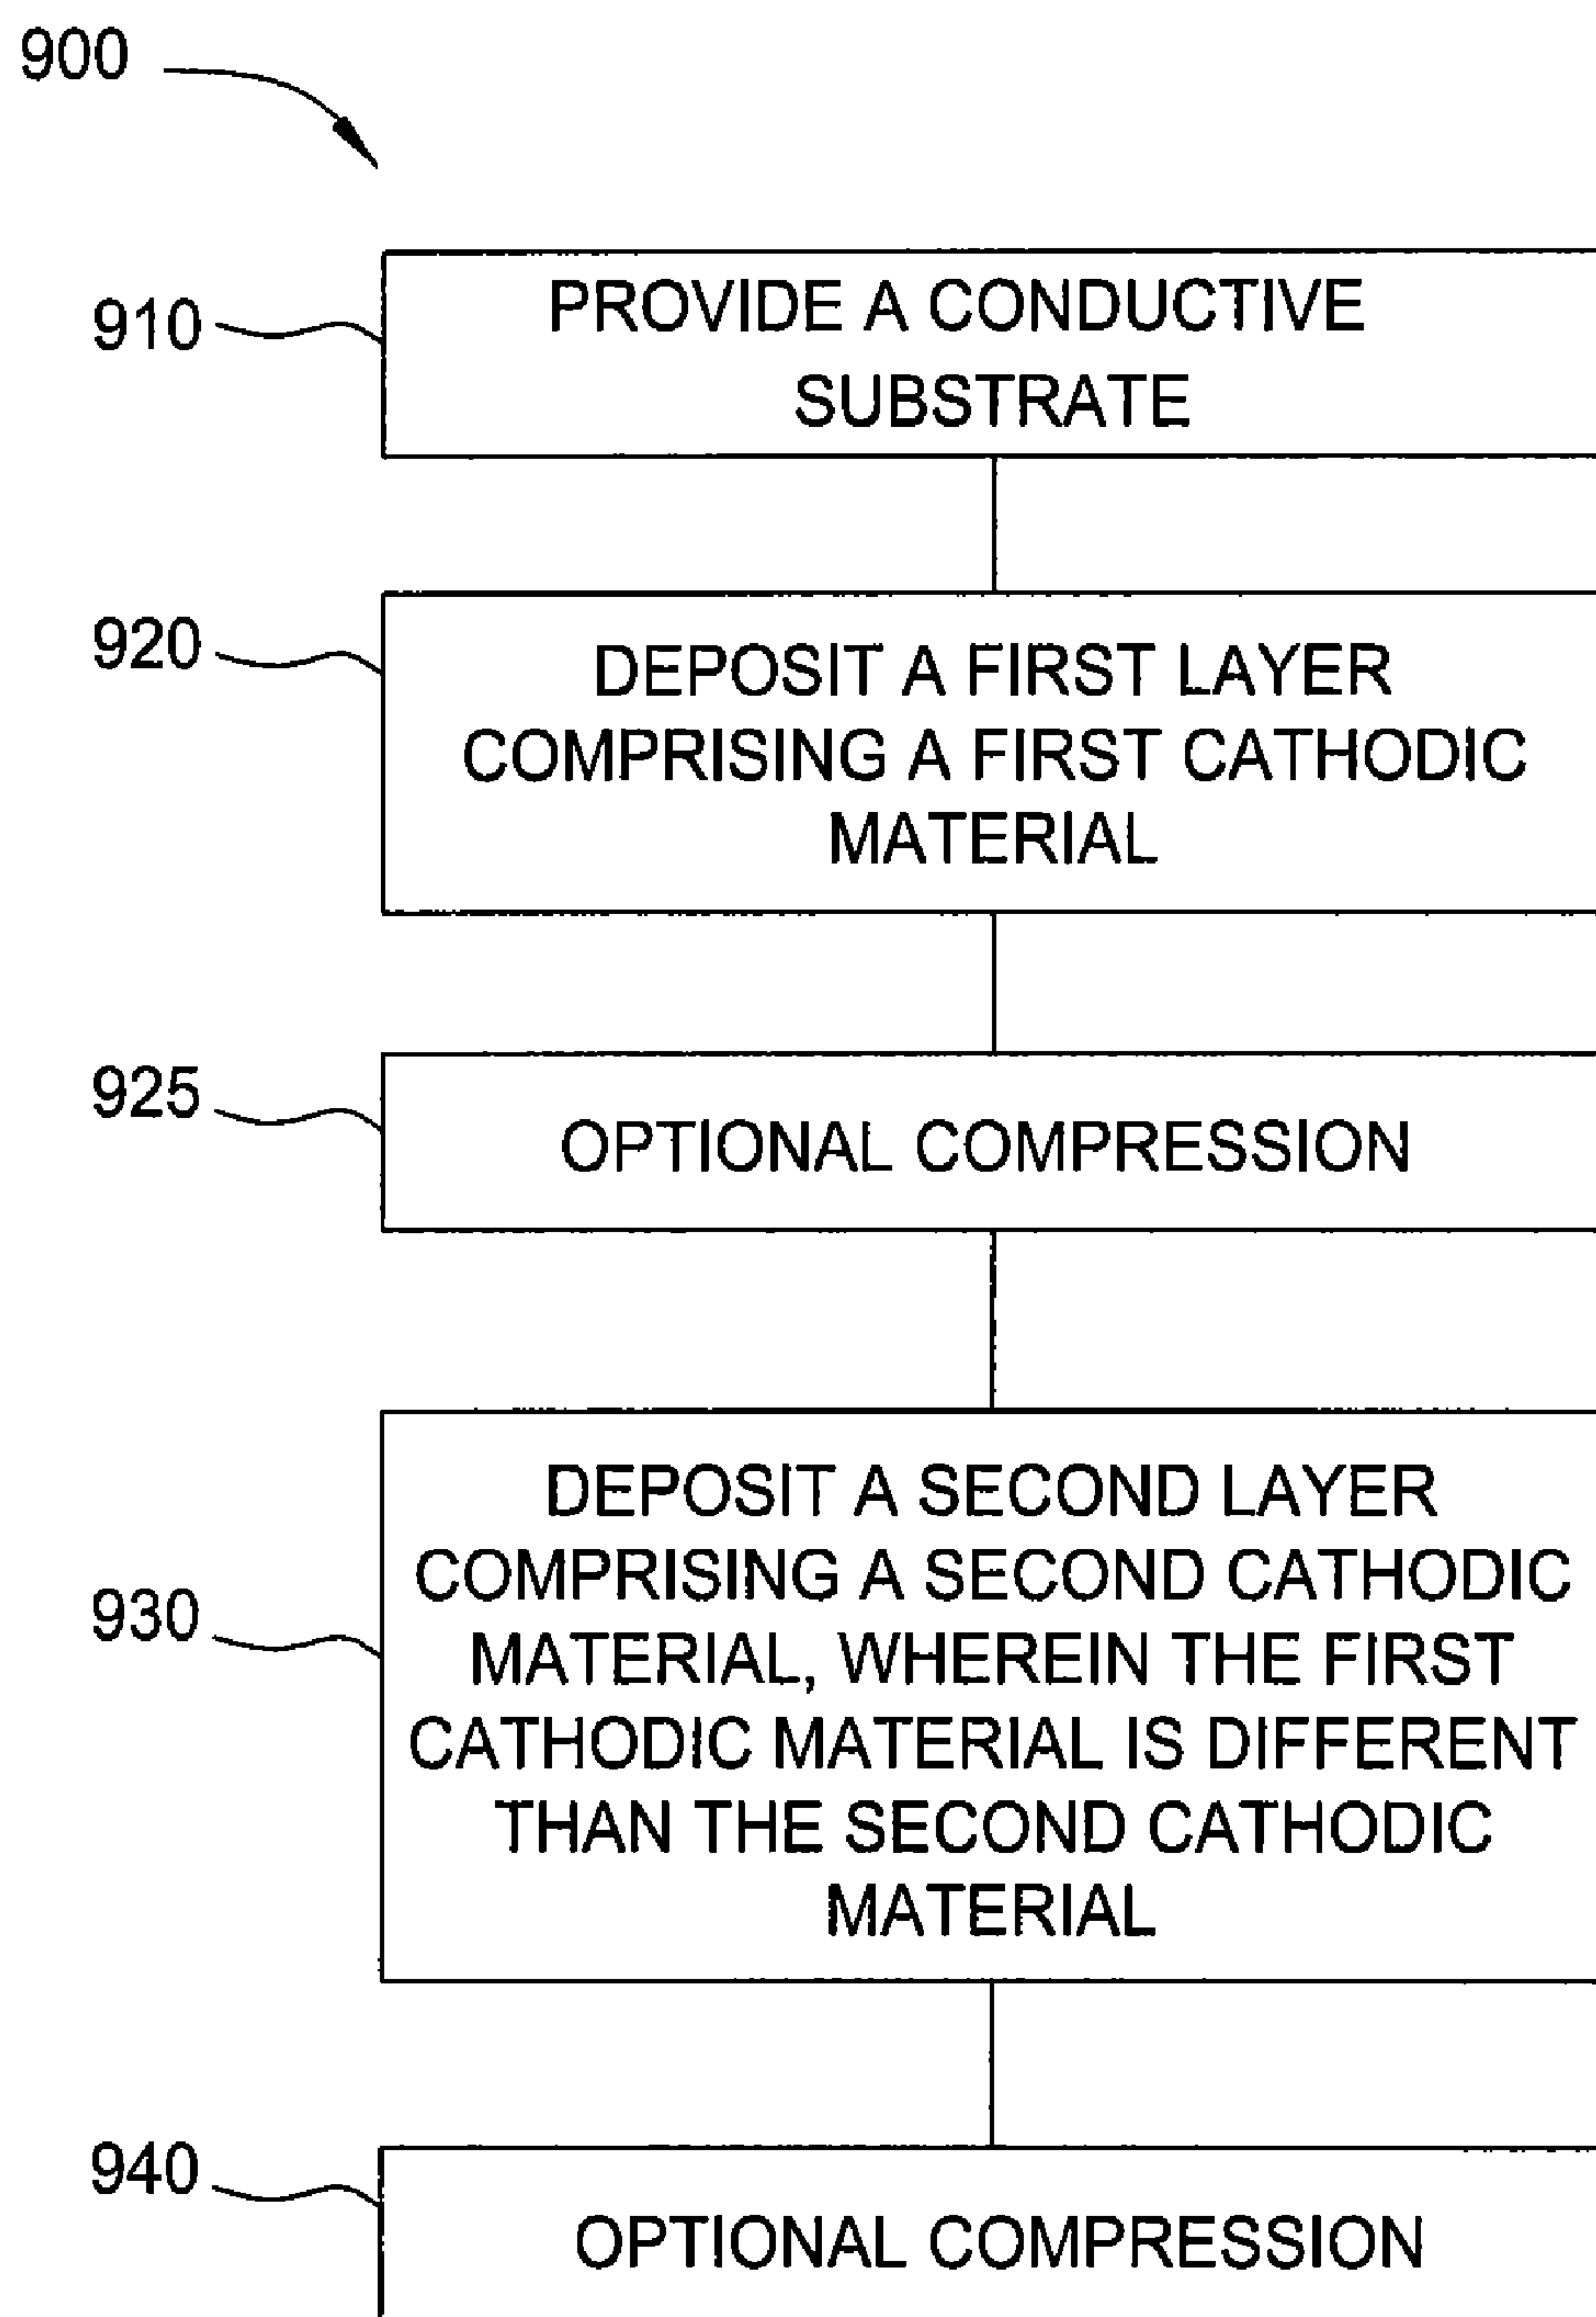 900
910
PROVIDE A CONDUCTIVE
SUBSTRATE
920
DEPOSIT A FIRST LAYER
COMPRISING A FIRST CATHODIC
MATERIAL
925
OPTIONAL COMPRESSION
930
DEPOSIT A SECOND LAYER
COMPRISING A SECOND CATHODIC
MATERIAL, WHEREIN THE FIRST
CATHODIC MATERIAL IS DIFFERENT
THAN THE SECOND CATHODIC
MATERIAL
940
OPTIONAL COMPRESSION